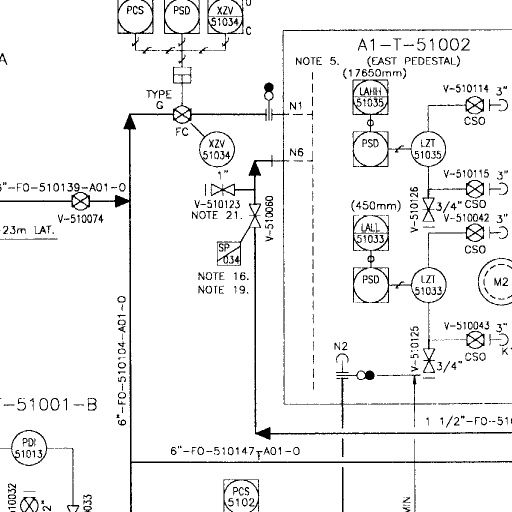 PCS
PSD
XZV
51034
C
A1-T-51002
(EAST PEDESTAL)
NOTE 5.
(17650mm)
LAHH
51035
V-510114
3"
CSO
TYPE
G
FC
N1
XZV
51034
PSD
LZT
51035
N6
1"
V-510123
NOTE 21.
V-510060
V-510115
3"
CSO
V-510126
3/4"
6"-FO-510139-A01-O
V-510074
23m LAT.
SP
034
NOTE 16.
NOTE 19.
(450mm)
LALL
51033
V-510042
3"
CSO
PSD
LZT
51033
M2
6"-FO-510104-A01-O
N2
V-510125
3/4"
V-510043
3"
CSO
T-51001-B
1 1/2"-FO-510
PDI
51013
6"-FO-510147-A01-O
PCS
5102
2"
MIN